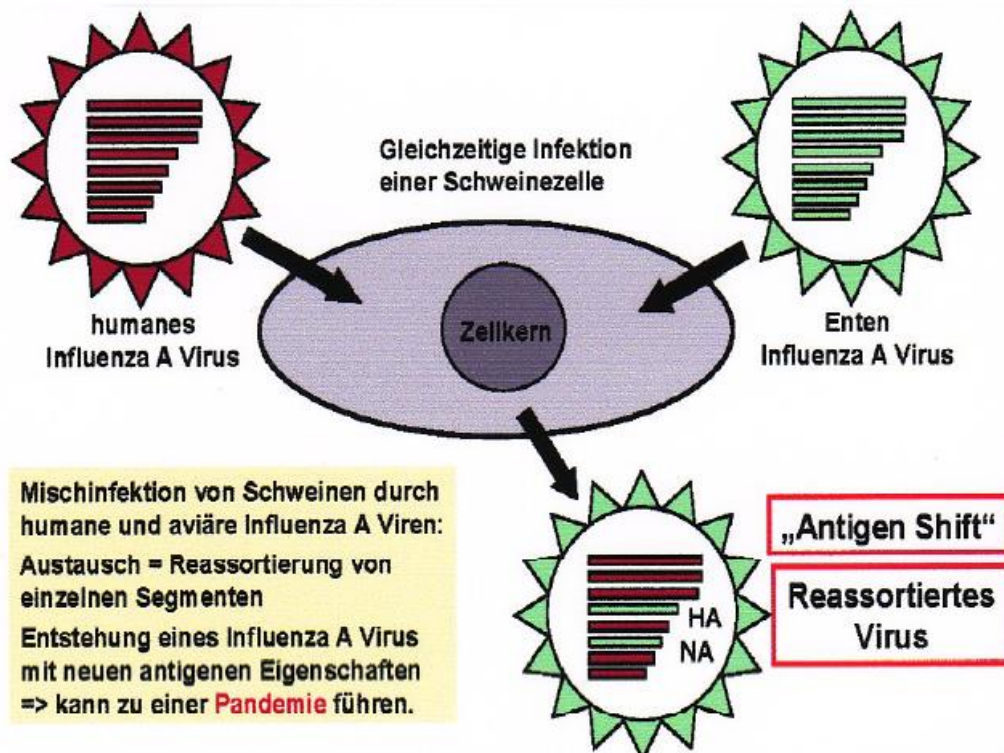 Gleichzeitige Infektion
einer Schweinezelle
humanes
Influenza A Virus
Zellkern
Enten
Influenza A Virus
Mischinfektion von Schweinen durch
humane und aviäre Influenza A Viren:
Austausch = Reassortierung von
einzelnen Segmenten
Entstehung eines Influenza A Virus
mit neuen antigenen Eigenschaften
=> kann zu einer Pandemie führen.
HA
NA
„Antigen Shift“
Reassortiertes
Virus